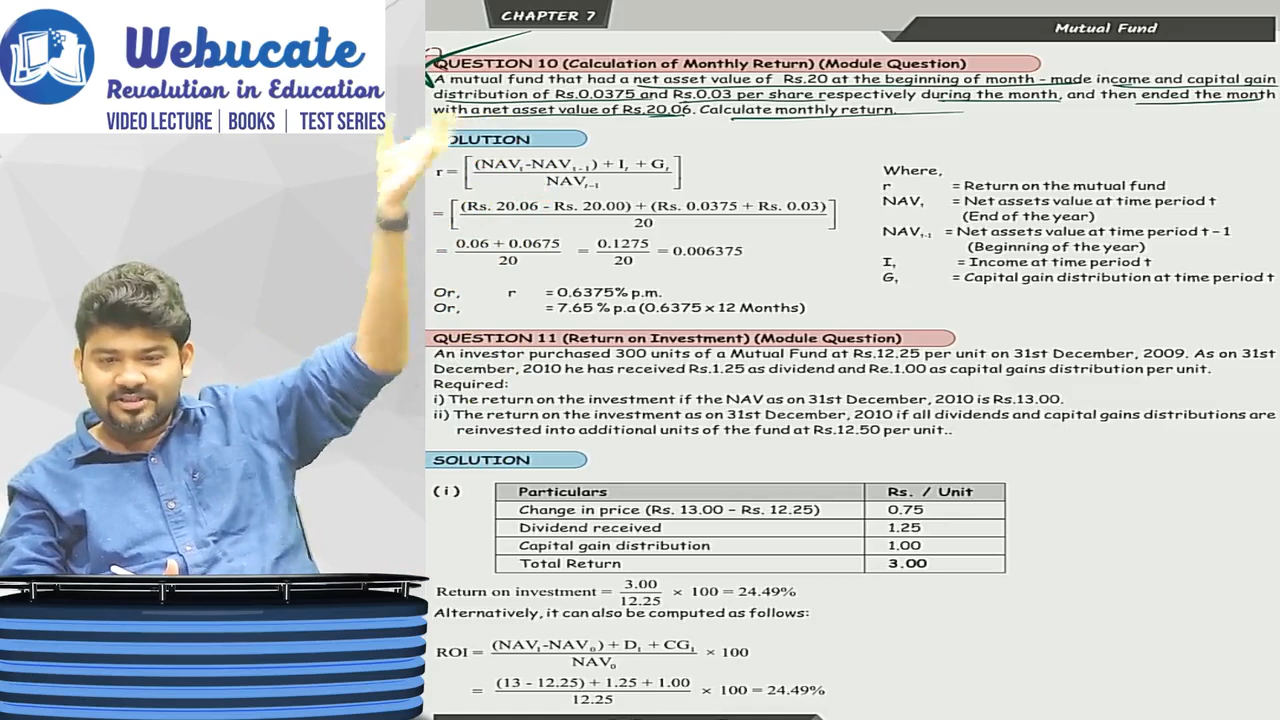 Webucate
Revolution in Education
VIDEO LECTURE | BOOKS | TEST SERIES
CHAPTER 7
Mutual Fund
QUESTION 10 (Calculation of Monthly Return) (Module Question)
A mutual fund that had a net asset value of Rs.20 at the beginning of month - made income and capital gain
distribution of Rs.0.0375 and Rs.0.03 per share respectively during the month, and then ended the month
with a net asset value of Rs.20.06. Calculate monthly return.
OLUTION
r = [ (NAVt-NAVt-1) + It + Gt / NAVt-1 ]
= [ (Rs. 20.06 - Rs. 20.00) + (Rs. 0.0375 + Rs. 0.03) / 20 ]
= 0.06 + 0.0675 / 20 = 0.1275 / 20 = 0.006375
Or, r = 0.6375% p.m.
Or, = 7.65 % p.a (0.6375 x 12 Months)
Where,
r = Return on the mutual fund
NAVt = Net assets value at time period t
(End of the year)
NAVt-1 = Net assets value at time period t – 1
(Beginning of the year)
It = Income at time period t
Gt = Capital gain distribution at time period t
QUESTION 11 (Return on Investment) (Module Question)
An investor purchased 300 units of a Mutual Fund at Rs.12.25 per unit on 31st December, 2009. As on 31st
December, 2010 he has received Rs.1.25 as dividend and Re.1.00 as capital gains distribution per unit.
Required:
i) The return on the investment if the NAV as on 31st December, 2010 is Rs.13.00.
ii) The return on the investment as on 31st December, 2010 if all dividends and capital gains distributions are
reinvested into additional units of the fund at Rs.12.50 per unit..
SOLUTION
(i)
Particulars Rs. / Unit
Change in price (Rs. 13.00 – Rs. 12.25) 0.75
Dividend received 1.25
Capital gain distribution 1.00
Total Return 3.00
Return on investment = 3.00 / 12.25 × 100 = 24.49%
Alternatively, it can also be computed as follows:
ROI = (NAV1-NAV0) + D1 + CG1 / NAV0 × 100
= (13 - 12.25) + 1.25 + 1.00 / 12.25 × 100 = 24.49%